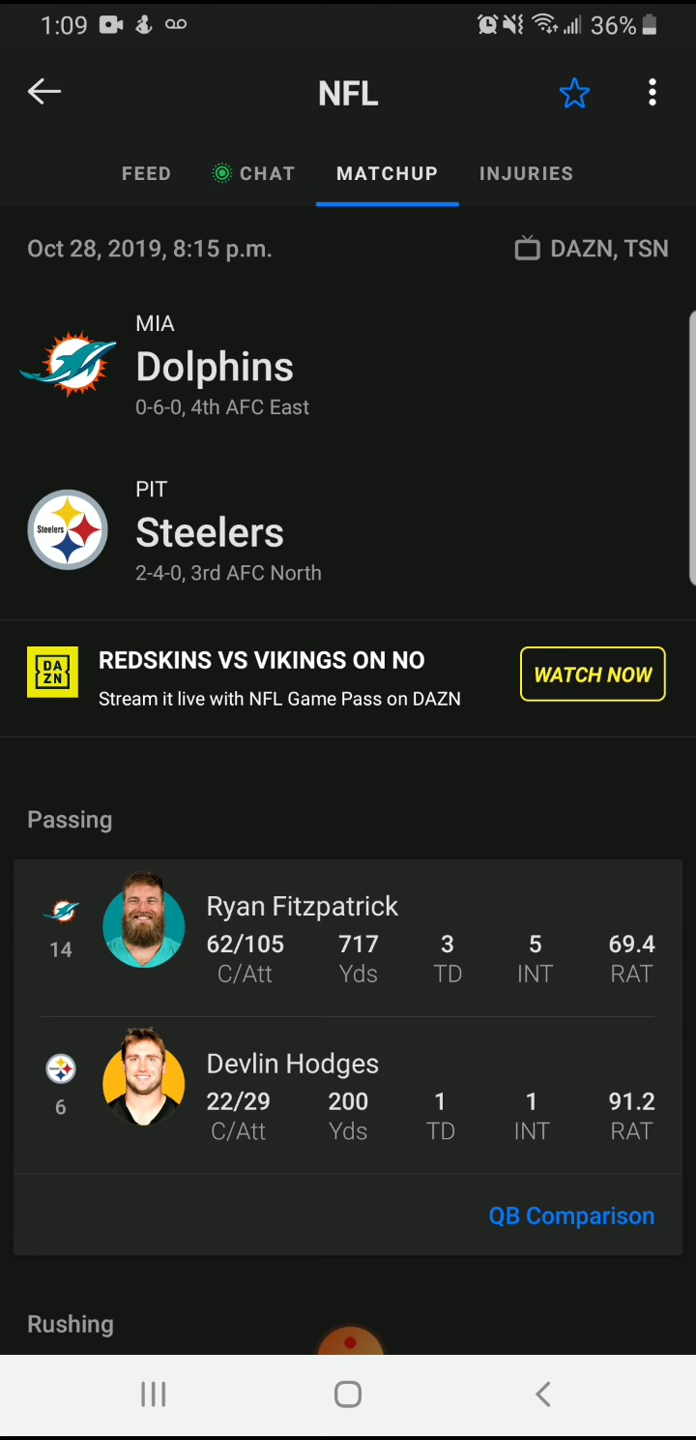 1:09
36%
NFL
FEED
CHAT
MATCHUP
INJURIES
Oct 28, 2019, 8:15 p.m.
DAZN, TSN
MIA
Dolphins
0-6-0, 4th AFC East
PIT
Steelers
Steelers
2-4-0, 3rd AFC North
DA
ZN
REDSKINS VS VIKINGS ON NO
Stream it live with NFL Game Pass on DAZN
WATCH NOW
Passing
14
Ryan Fitzpatrick
62/105 717 3 5 69.4
C/Att Yds TD INT RAT
Steelers
6
Devlin Hodges
22/29 200 1 1 91.2
C/Att Yds TD INT RAT
QB Comparison
Rushing